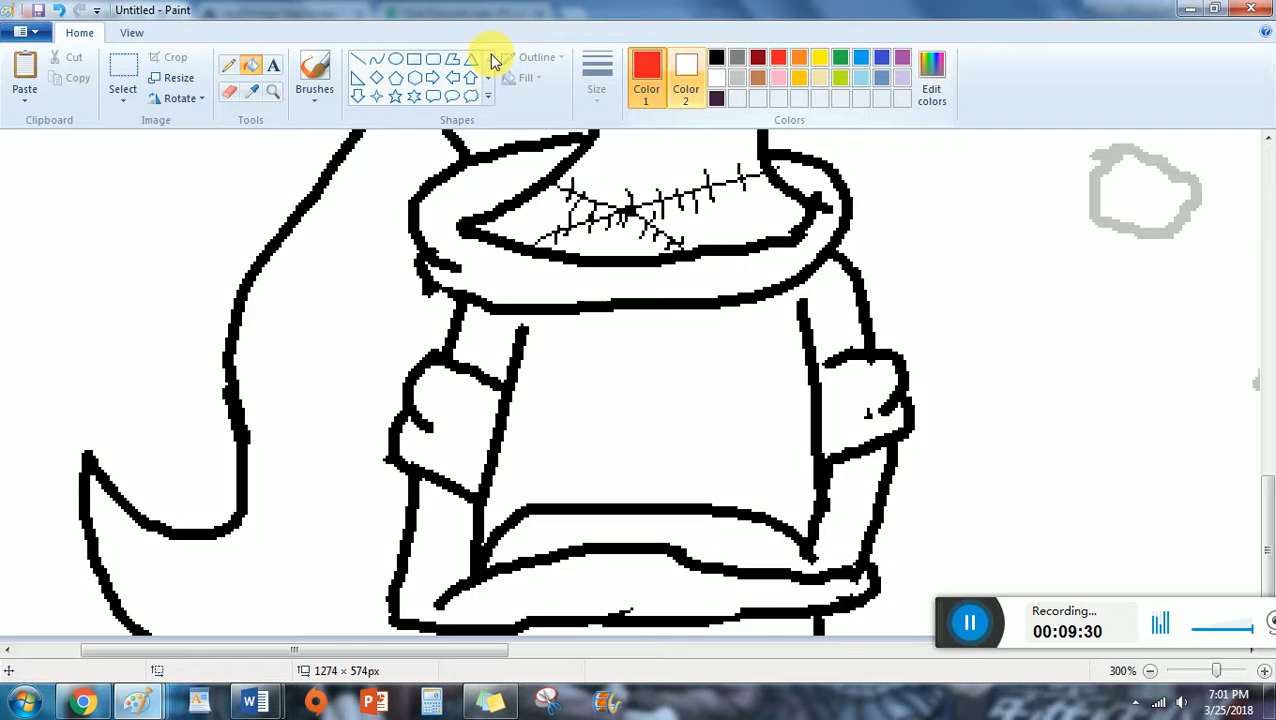 Untitled - Paint
Home
View
Paste
Cut
Copy
Clipboard
Select
Crop
Resize
Rotate
Image
A
Tools
Brushes
Shapes
Outline
Fill
Size
Color 1
Color 2
Edit colors
Colors
Recording...
00:09:30
1274 × 574px
300%
7:01 PM
3/25/2018